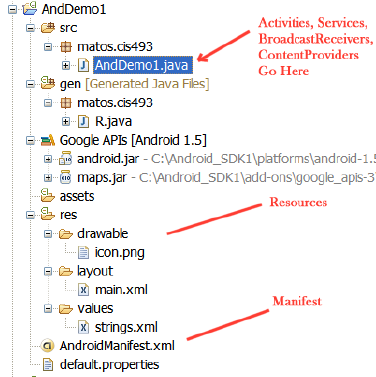 AndDemo1
src
matos.cis493
AndDemo1.java
gen [Generated Java Files]
matos.cis493
R.java
Google APIs [Android 1.5]
android.jar - C:\Android_SDK1\platforms\android-1.5
maps.jar - C:\Android_SDK1\add-ons\google_apis-3
assets
res
drawable
icon.png
layout
main.xml
values
strings.xml
AndroidManifest.xml
default.properties
Activities, Services,
BroadcastReceivers,
ContentProviders
Go Here
Resources
Manifest